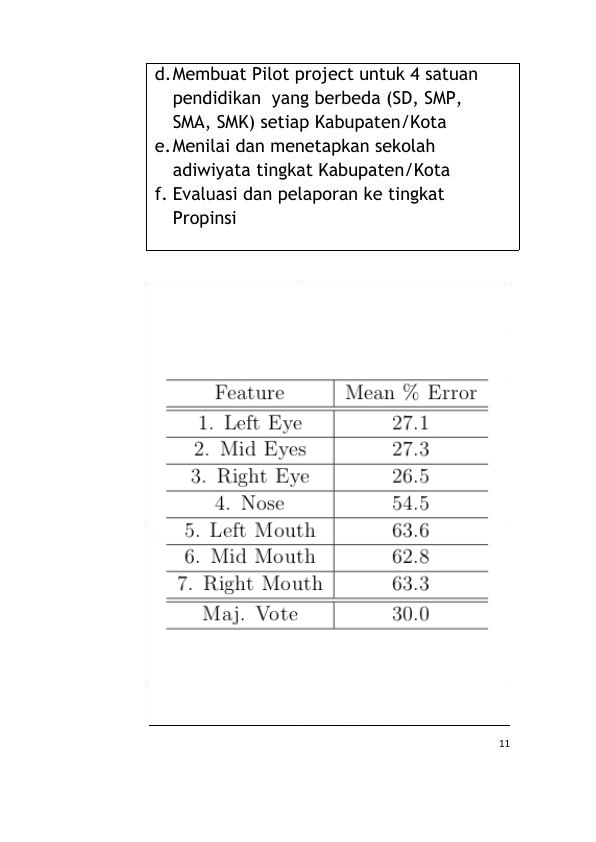 d. Membuat Pilot project untuk 4 satuan
pendidikan yang berbeda (SD, SMP,
SMA, SMK) setiap Kabupaten/Kota
e. Menilai dan menetapkan sekolah
adiwiyata tingkat Kabupaten/Kota
f. Evaluasi dan pelaporan ke tingkat
Propinsi
Feature Mean % Error
1. Left Eye 27.1
2. Mid Eyes 27.3
3. Right Eye 26.5
4. Nose 54.5
5. Left Mouth 63.6
6. Mid Mouth 62.8
7. Right Mouth 63.3
Maj. Vote 30.0
11